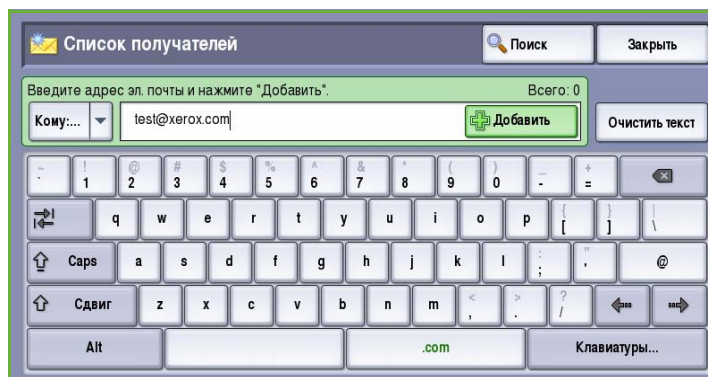 Список получателей Поиск Закрыть
Введите адрес эл. почты и нажмите "Добавить". Всего: 0
Кому:... test@xerox.com Добавить Очистить текст
~ ! @ # $ % ^ & * ( ) _ +
` 1 2 3 4 5 6 7 8 9 0 - =
q w e r t y u i o p { [ } ] | \
Caps a s d f g h j k l : ; " ' @
Сдвиг z x c v b n m < , > . ? /
Alt .com Клавиатуры...